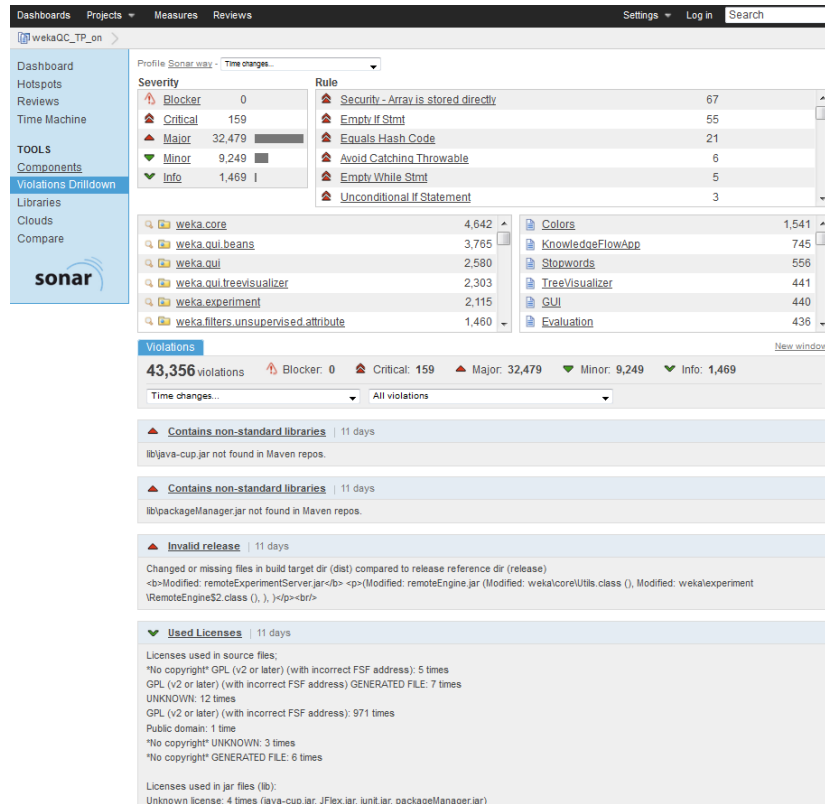 Dashboards Projects Measures Reviews Settings Log in Search
wekaQC_TP_on
Dashboard
Hotspots
Reviews
Time Machine
TOOLS
Components
Violations Drilldown
Libraries
Clouds
Compare
sonar
Profile Sonar way - Time changes...
Severity
Blocker 0
Critical 159
Major 32,479
Minor 9,249
Info 1,469
Rule
Security - Array is stored directly 67
Empty If Stmt 55
Equals Hash Code 21
Avoid Catching Throwable 6
Empty While Stmt 5
Unconditional If Statement 3
weka.core 4,642
weka.gui.beans 3,765
weka.gui 2,580
weka.gui.treevisualizer 2,303
weka.experiment 2,115
weka.filters.unsupervised.attribute 1,460
Colors 1,541
KnowledgeFlowApp 745
Stopwords 556
TreeVisualizer 441
GUI 440
Evaluation 436
Violations New window
43,356 violations Blocker: 0 Critical: 159 Major: 32,479 Minor: 9,249 Info: 1,469
Time changes... All violations
Contains non-standard libraries | 11 days
lib\java-cup.jar not found in Maven repos.
Contains non-standard libraries | 11 days
lib\packageManager.jar not found in Maven repos.
Invalid release | 11 days
Changed or missing files in build target dir (dist) compared to release reference dir (release)
<b>Modified: remoteExperimentServer.jar</b> <p>(Modified: remoteEngine.jar (Modified: weka\core\Utils.class (), Modified: weka\experiment
\RemoteEngine$2.class (), ), )</p><br/>
Used Licenses | 11 days
Licenses used in source files;
*No copyright* GPL (v2 or later) (with incorrect FSF address): 5 times
GPL (v2 or later) (with incorrect FSF address) GENERATED FILE: 7 times
UNKNOWN: 12 times
GPL (v2 or later) (with incorrect FSF address): 971 times
Public domain: 1 time
*No copyright* UNKNOWN: 3 times
*No copyright* GENERATED FILE: 6 times
Licenses used in jar files (lib):
Unknown license: 4 times (java-cup.jar, JFlex.jar, junit.jar, packageManager.jar)